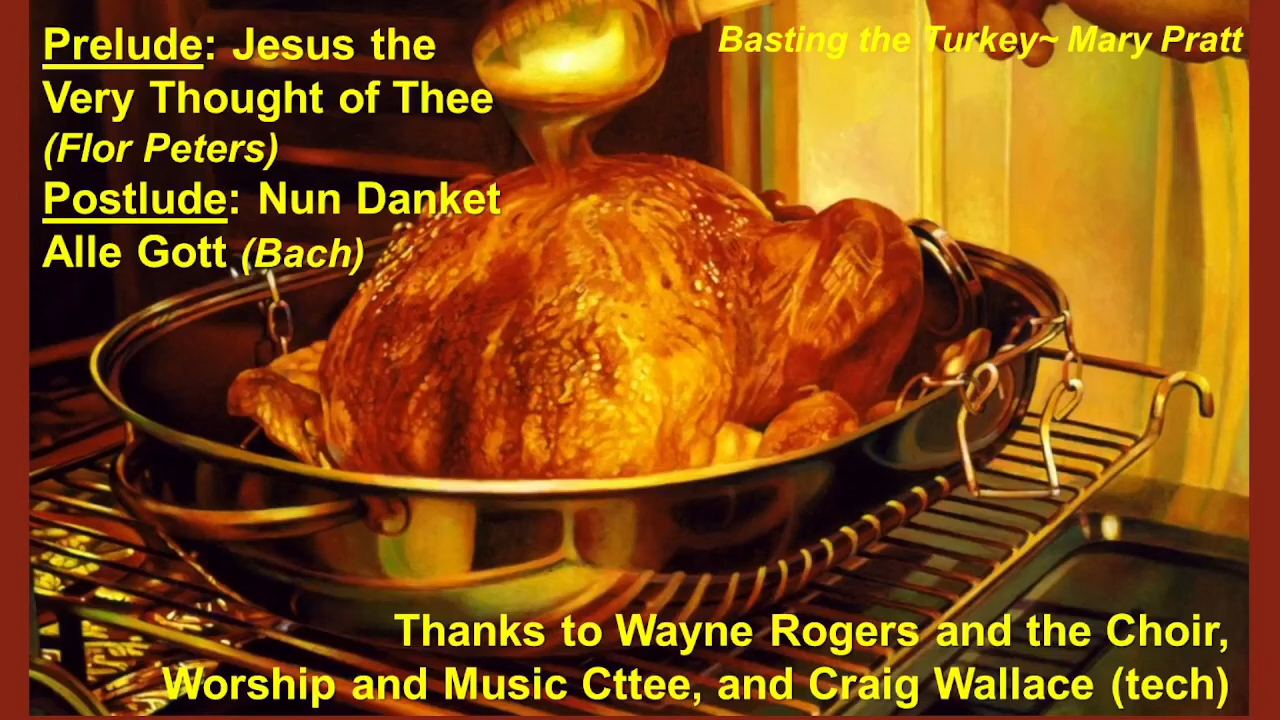 Prelude: Jesus the
Very Thought of Thee
(Flor Peters)
Postlude: Nun Danket
Alle Gott (Bach)
Basting the Turkey~ Mary Pratt
Thanks to Wayne Rogers and the Choir,
Worship and Music Cttee, and Craig Wallace (tech)